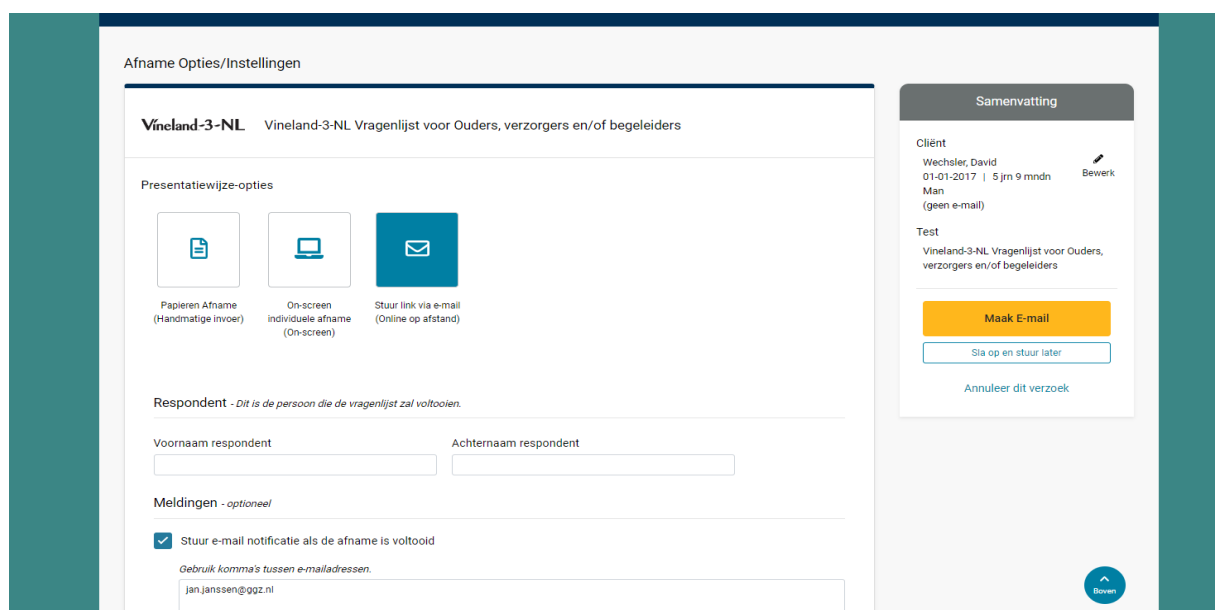 Afname Opties/Instellingen
Vineland-3-NL Vineland-3-NL Vragenlijst voor Ouders, verzorgers en/of begeleiders
Presentatiewijze-opties
Papieren Afname
(Handmatige invoer)
On-screen
individuele afname
(On-screen)
Stuur link via e-mail
(Online op afstand)
Respondent - Dit is de persoon die de vragenlijst zal voltooien.
Voornaam respondent
Achternaam respondent
Meldingen - optioneel
Stuur e-mail notificatie als de afname is voltooid
Gebruik komma's tussen e-mailadressen.
jan.janssen@ggz.nl
Samenvatting
Cliënt
Wechsler, David
01-01-2017 | 5 jrn 9 mndn
Man
(geen e-mail)
Bewerk
Test
Vineland-3-NL Vragenlijst voor Ouders,
verzorgers en/of begeleiders
Maak E-mail
Sla op en stuur later
Annuleer dit verzoek
Boven